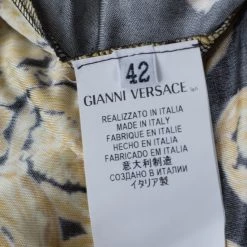 42
GIANNI VERSACE
REALIZZATO IN ITALIA
MADE IN ITALY
FABRIQUE EN ITALIE
HECHO EN ITALIA
FABRICADO EM ITÁLIA
意大利制造
СОЗДАНО В ИТАЛИИ
イタリア製